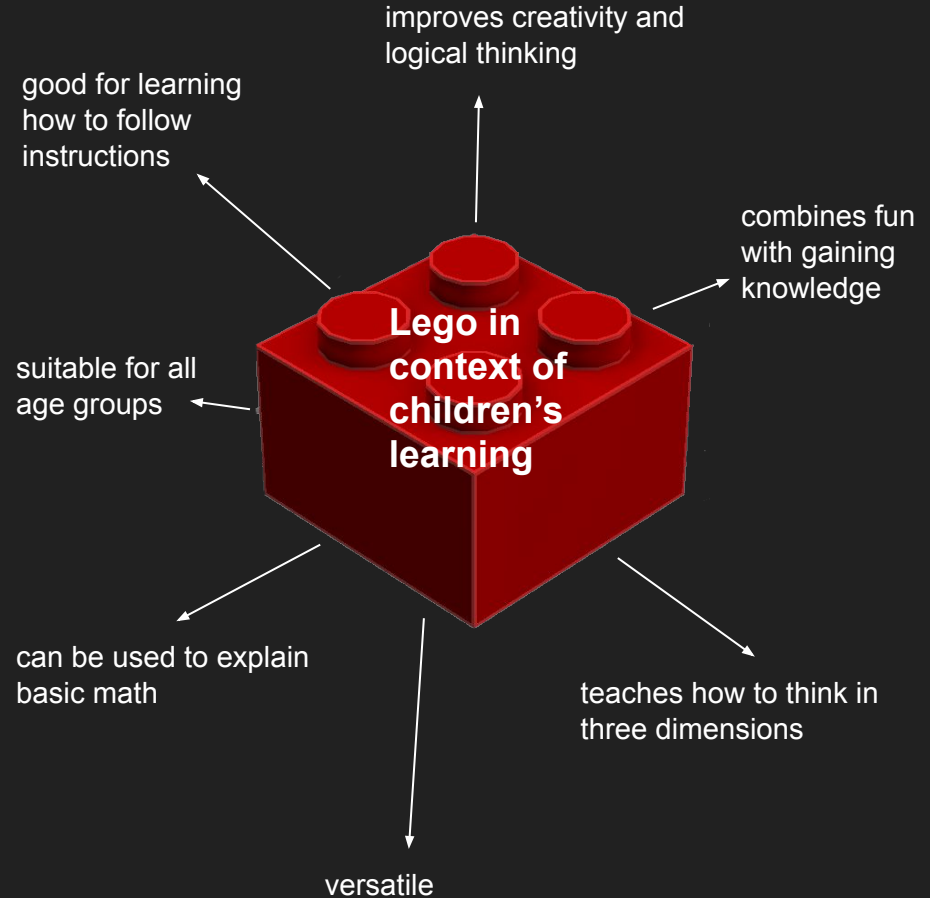 improves creativity and
logical thinking
good for learning
how to follow
instructions
combines fun
with gaining
knowledge
Lego in
context of
children’s
learning
suitable for all
age groups
can be used to explain
basic math
teaches how to think in
three dimensions
versatile